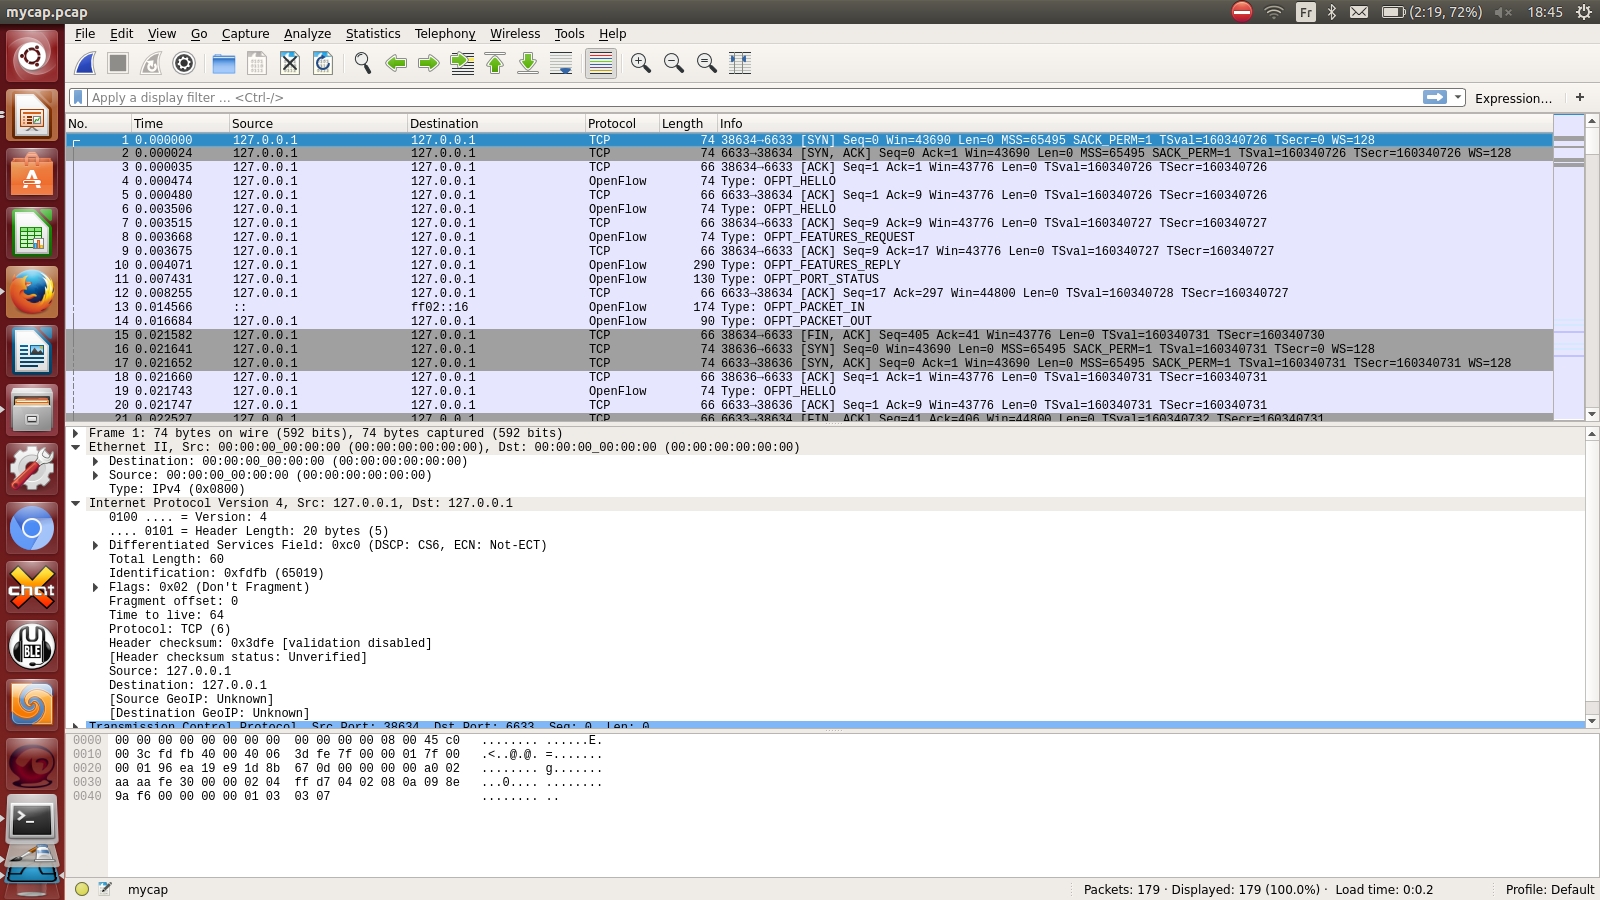 mycap.pcap
Fr (2:19, 72%) 18:45
File Edit View Go Capture Analyze Statistics Telephony Wireless Tools Help
Apply a display filter ... <Ctrl-/> Expression... +
No. Time Source Destination Protocol Length Info
1 0.000000 127.0.0.1 127.0.0.1 TCP 74 38634→6633 [SYN] Seq=0 Win=43690 Len=0 MSS=65495 SACK_PERM=1 TSval=160340726 TSecr=0 WS=128
2 0.000024 127.0.0.1 127.0.0.1 TCP 74 6633→38634 [SYN, ACK] Seq=0 Ack=1 Win=43690 Len=0 MSS=65495 SACK_PERM=1 TSval=160340726 TSecr=160340726 WS=128
3 0.000035 127.0.0.1 127.0.0.1 TCP 66 38634→6633 [ACK] Seq=1 Ack=1 Win=43776 Len=0 TSval=160340726 TSecr=160340726
4 0.000474 127.0.0.1 127.0.0.1 OpenFlow 74 Type: OFPT_HELLO
5 0.000480 127.0.0.1 127.0.0.1 TCP 66 6633→38634 [ACK] Seq=1 Ack=9 Win=43776 Len=0 TSval=160340726 TSecr=160340726
6 0.003506 127.0.0.1 127.0.0.1 OpenFlow 74 Type: OFPT_HELLO
7 0.003515 127.0.0.1 127.0.0.1 TCP 66 38634→6633 [ACK] Seq=9 Ack=9 Win=43776 Len=0 TSval=160340727 TSecr=160340727
8 0.003668 127.0.0.1 127.0.0.1 OpenFlow 74 Type: OFPT_FEATURES_REQUEST
9 0.003675 127.0.0.1 127.0.0.1 TCP 66 38634→6633 [ACK] Seq=9 Ack=17 Win=43776 Len=0 TSval=160340727 TSecr=160340727
10 0.004071 127.0.0.1 127.0.0.1 OpenFlow 290 Type: OFPT_FEATURES_REPLY
11 0.007431 127.0.0.1 127.0.0.1 OpenFlow 130 Type: OFPT_PORT_STATUS
12 0.008255 127.0.0.1 127.0.0.1 TCP 66 6633→38634 [ACK] Seq=17 Ack=297 Win=44800 Len=0 TSval=160340728 TSecr=160340727
13 0.014566 :: ff02::16 OpenFlow 174 Type: OFPT_PACKET_IN
14 0.016684 127.0.0.1 127.0.0.1 OpenFlow 90 Type: OFPT_PACKET_OUT
15 0.021582 127.0.0.1 127.0.0.1 TCP 66 38634→6633 [FIN, ACK] Seq=405 Ack=41 Win=43776 Len=0 TSval=160340731 TSecr=160340730
16 0.021641 127.0.0.1 127.0.0.1 TCP 74 38636→6633 [SYN] Seq=0 Win=43690 Len=0 MSS=65495 SACK_PERM=1 TSval=160340731 TSecr=0 WS=128
17 0.021652 127.0.0.1 127.0.0.1 TCP 74 6633→38636 [SYN, ACK] Seq=0 Ack=1 Win=43690 Len=0 MSS=65495 SACK_PERM=1 TSval=160340731 TSecr=160340731 WS=128
18 0.021660 127.0.0.1 127.0.0.1 TCP 66 38636→6633 [ACK] Seq=1 Ack=1 Win=43776 Len=0 TSval=160340731 TSecr=160340731
19 0.021743 127.0.0.1 127.0.0.1 OpenFlow 74 Type: OFPT_HELLO
20 0.021747 127.0.0.1 127.0.0.1 TCP 66 6633→38636 [ACK] Seq=1 Ack=9 Win=43776 Len=0 TSval=160340731 TSecr=160340731
21 0.022527 127.0.0.1 127.0.0.1 TCP 66 6633→38634 [FIN, ACK] Seq=41 Ack=406 Win=44800 Len=0 TSval=160340732 TSecr=160340731
Frame 1: 74 bytes on wire (592 bits), 74 bytes captured (592 bits)
Ethernet II, Src: 00:00:00_00:00:00 (00:00:00:00:00:00), Dst: 00:00:00_00:00:00 (00:00:00:00:00:00)
Destination: 00:00:00_00:00:00 (00:00:00:00:00:00)
Source: 00:00:00_00:00:00 (00:00:00:00:00:00)
Type: IPv4 (0x0800)
Internet Protocol Version 4, Src: 127.0.0.1, Dst: 127.0.0.1
0100 .... = Version: 4
.... 0101 = Header Length: 20 bytes (5)
Differentiated Services Field: 0xc0 (DSCP: CS6, ECN: Not-ECT)
Total Length: 60
Identification: 0xfdfb (65019)
Flags: 0x02 (Don't Fragment)
Fragment offset: 0
Time to live: 64
Protocol: TCP (6)
Header checksum: 0x3dfe [validation disabled]
[Header checksum status: Unverified]
Source: 127.0.0.1
Destination: 127.0.0.1
[Source GeoIP: Unknown]
[Destination GeoIP: Unknown]
Transmission Control Protocol, Src Port: 38634, Dst Port: 6633, Seq: 0, Len: 0
0000 00 00 00 00 00 00 00 00 00 00 00 00 08 00 45 c0 ........ ......E.
0010 00 3c fd fb 40 00 40 06 3d fe 7f 00 00 01 7f 00 .<..@.@. =.......
0020 00 01 96 ea 19 e9 1d 8b 67 0d 00 00 00 00 a0 02 ........ g.......
0030 aa aa fe 30 00 00 02 04 ff d7 04 02 08 0a 09 8e ...0.... ........
0040 9a f6 00 00 00 00 01 03 03 07 ........ ..
chat
BLE
mycap Packets: 179 · Displayed: 179 (100.0%) · Load time: 0:0.2 Profile: Default